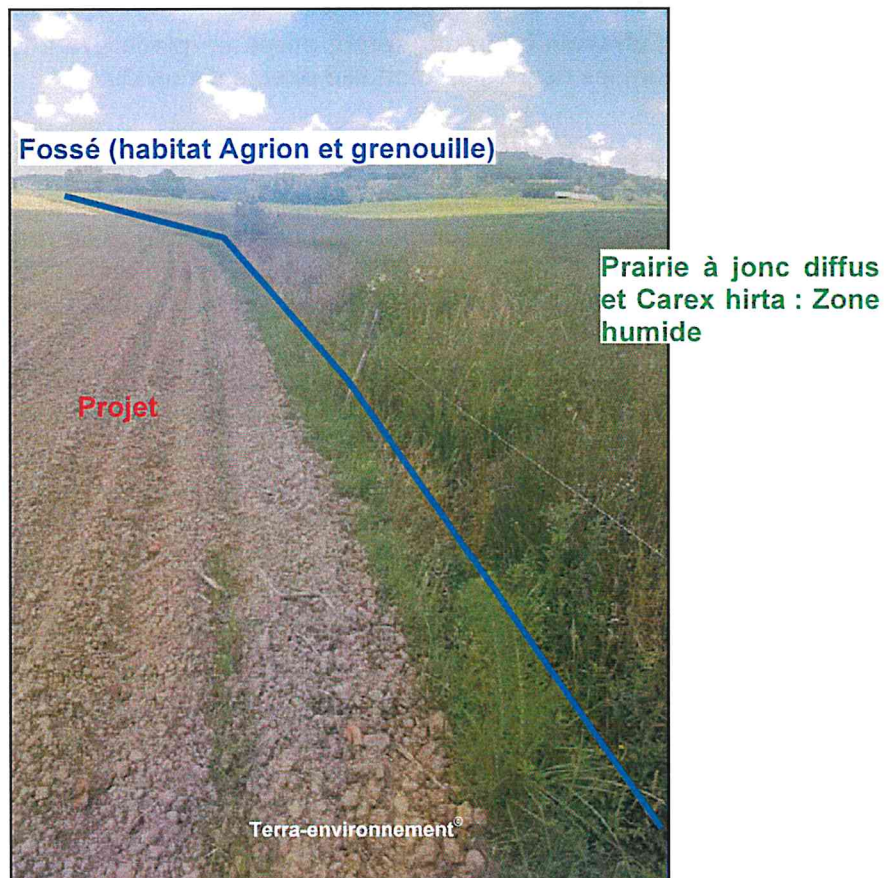 Fossé (habitat Agrion et grenouille)
Prairie à jonc diffus
et Carex hirta : Zone
humide
Projet
Terra-environnement®